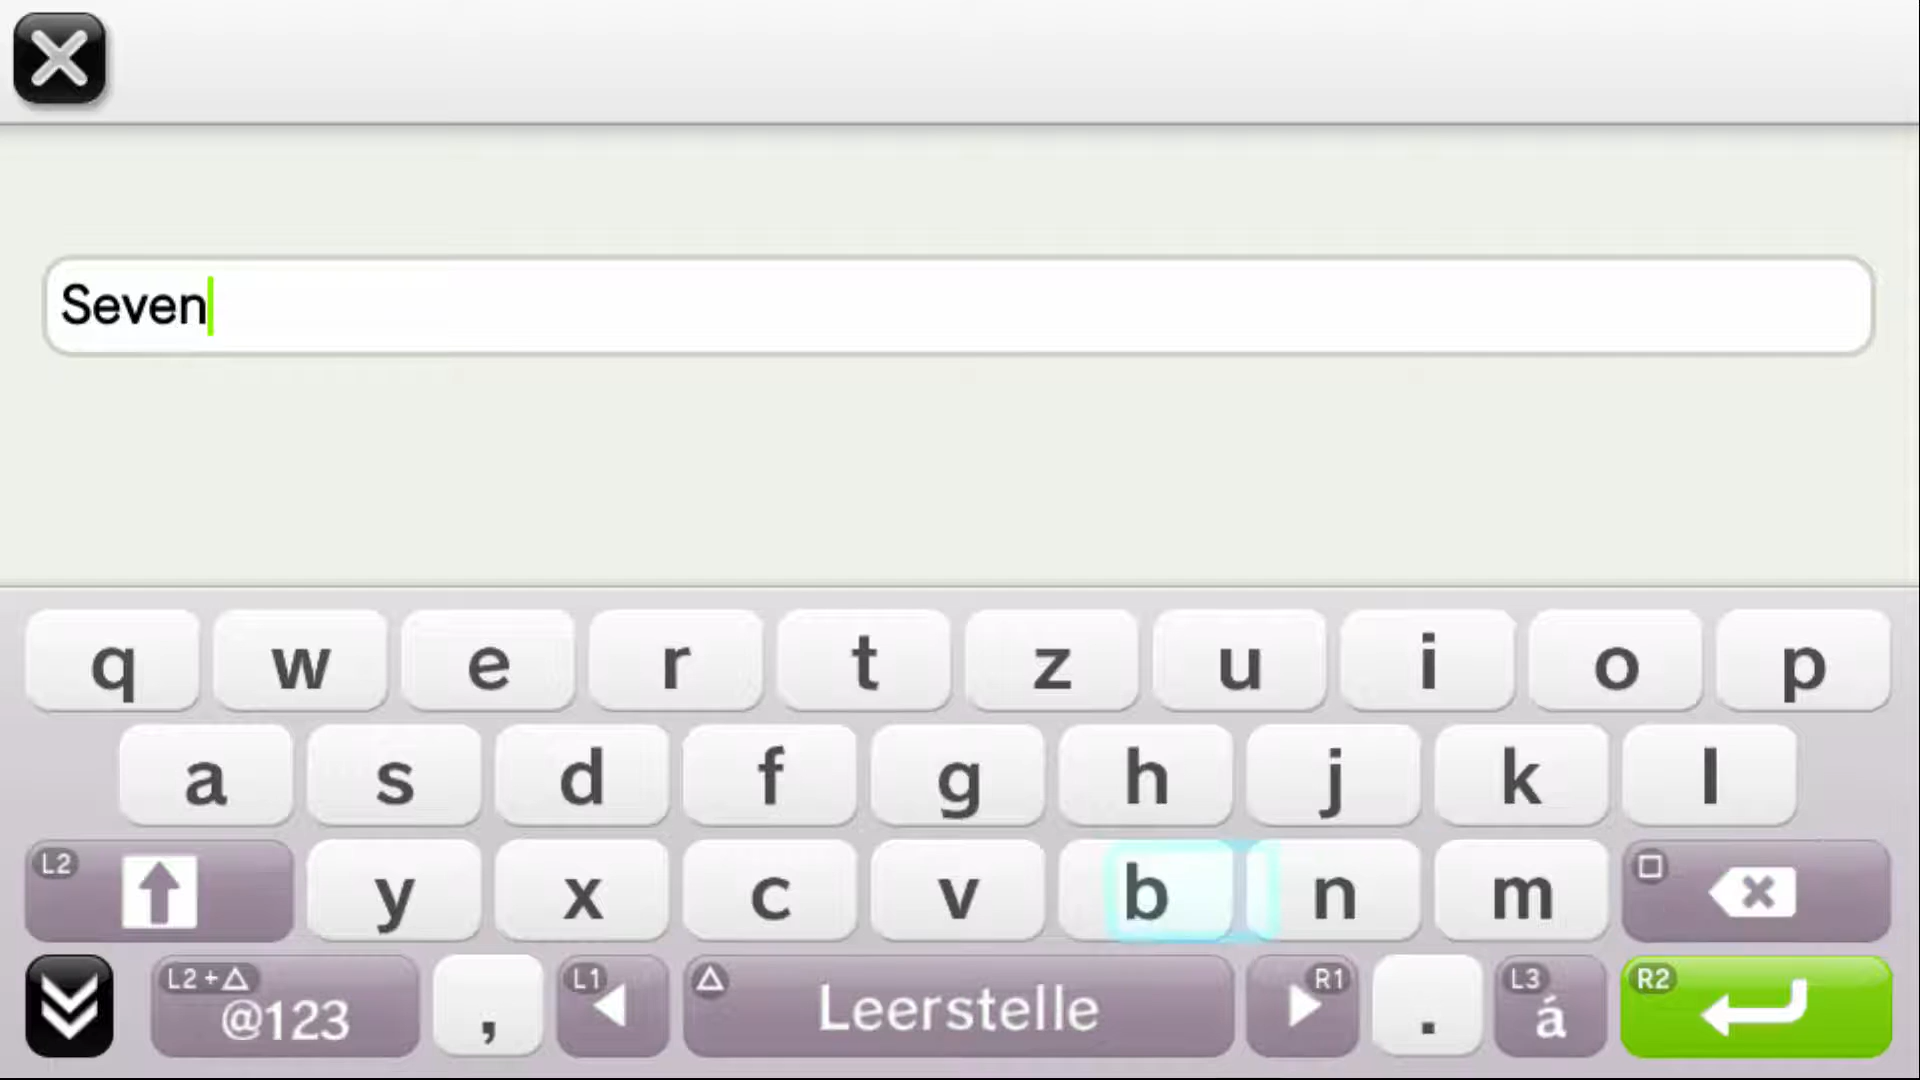 Seven
q w e r t z u i o p
a s d f g h j k l
L2 y x c v b n m
L2+△ @123 , L1 △ Leerstelle R1 . L3 á R2